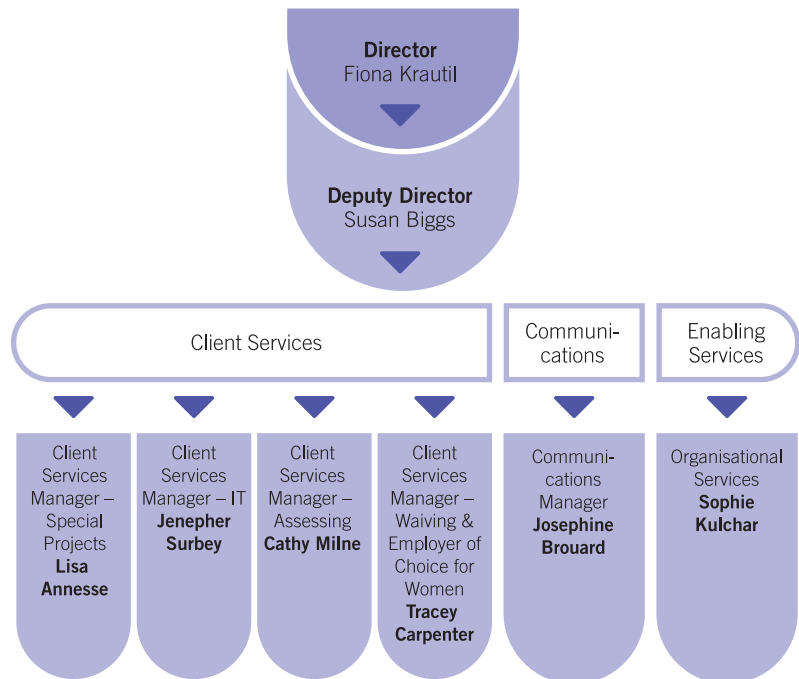 Director
Fiona Krautil
Deputy Director
Susan Biggs
Client Services
Communi-
cations
Enabling
Services
Client
Services
Manager –
Special
Projects
Lisa
Annesse
Client
Services
Manager – IT
Jenepher
Surbey
Client
Services
Manager –
Assessing
Cathy Milne
Client
Services
Manager –
Waiving &
Employer of
Choice for
Women
Tracey
Carpenter
Communi-
cations
Manager
Josephine
Brouard
Organisational
Services
Sophie
Kulchar